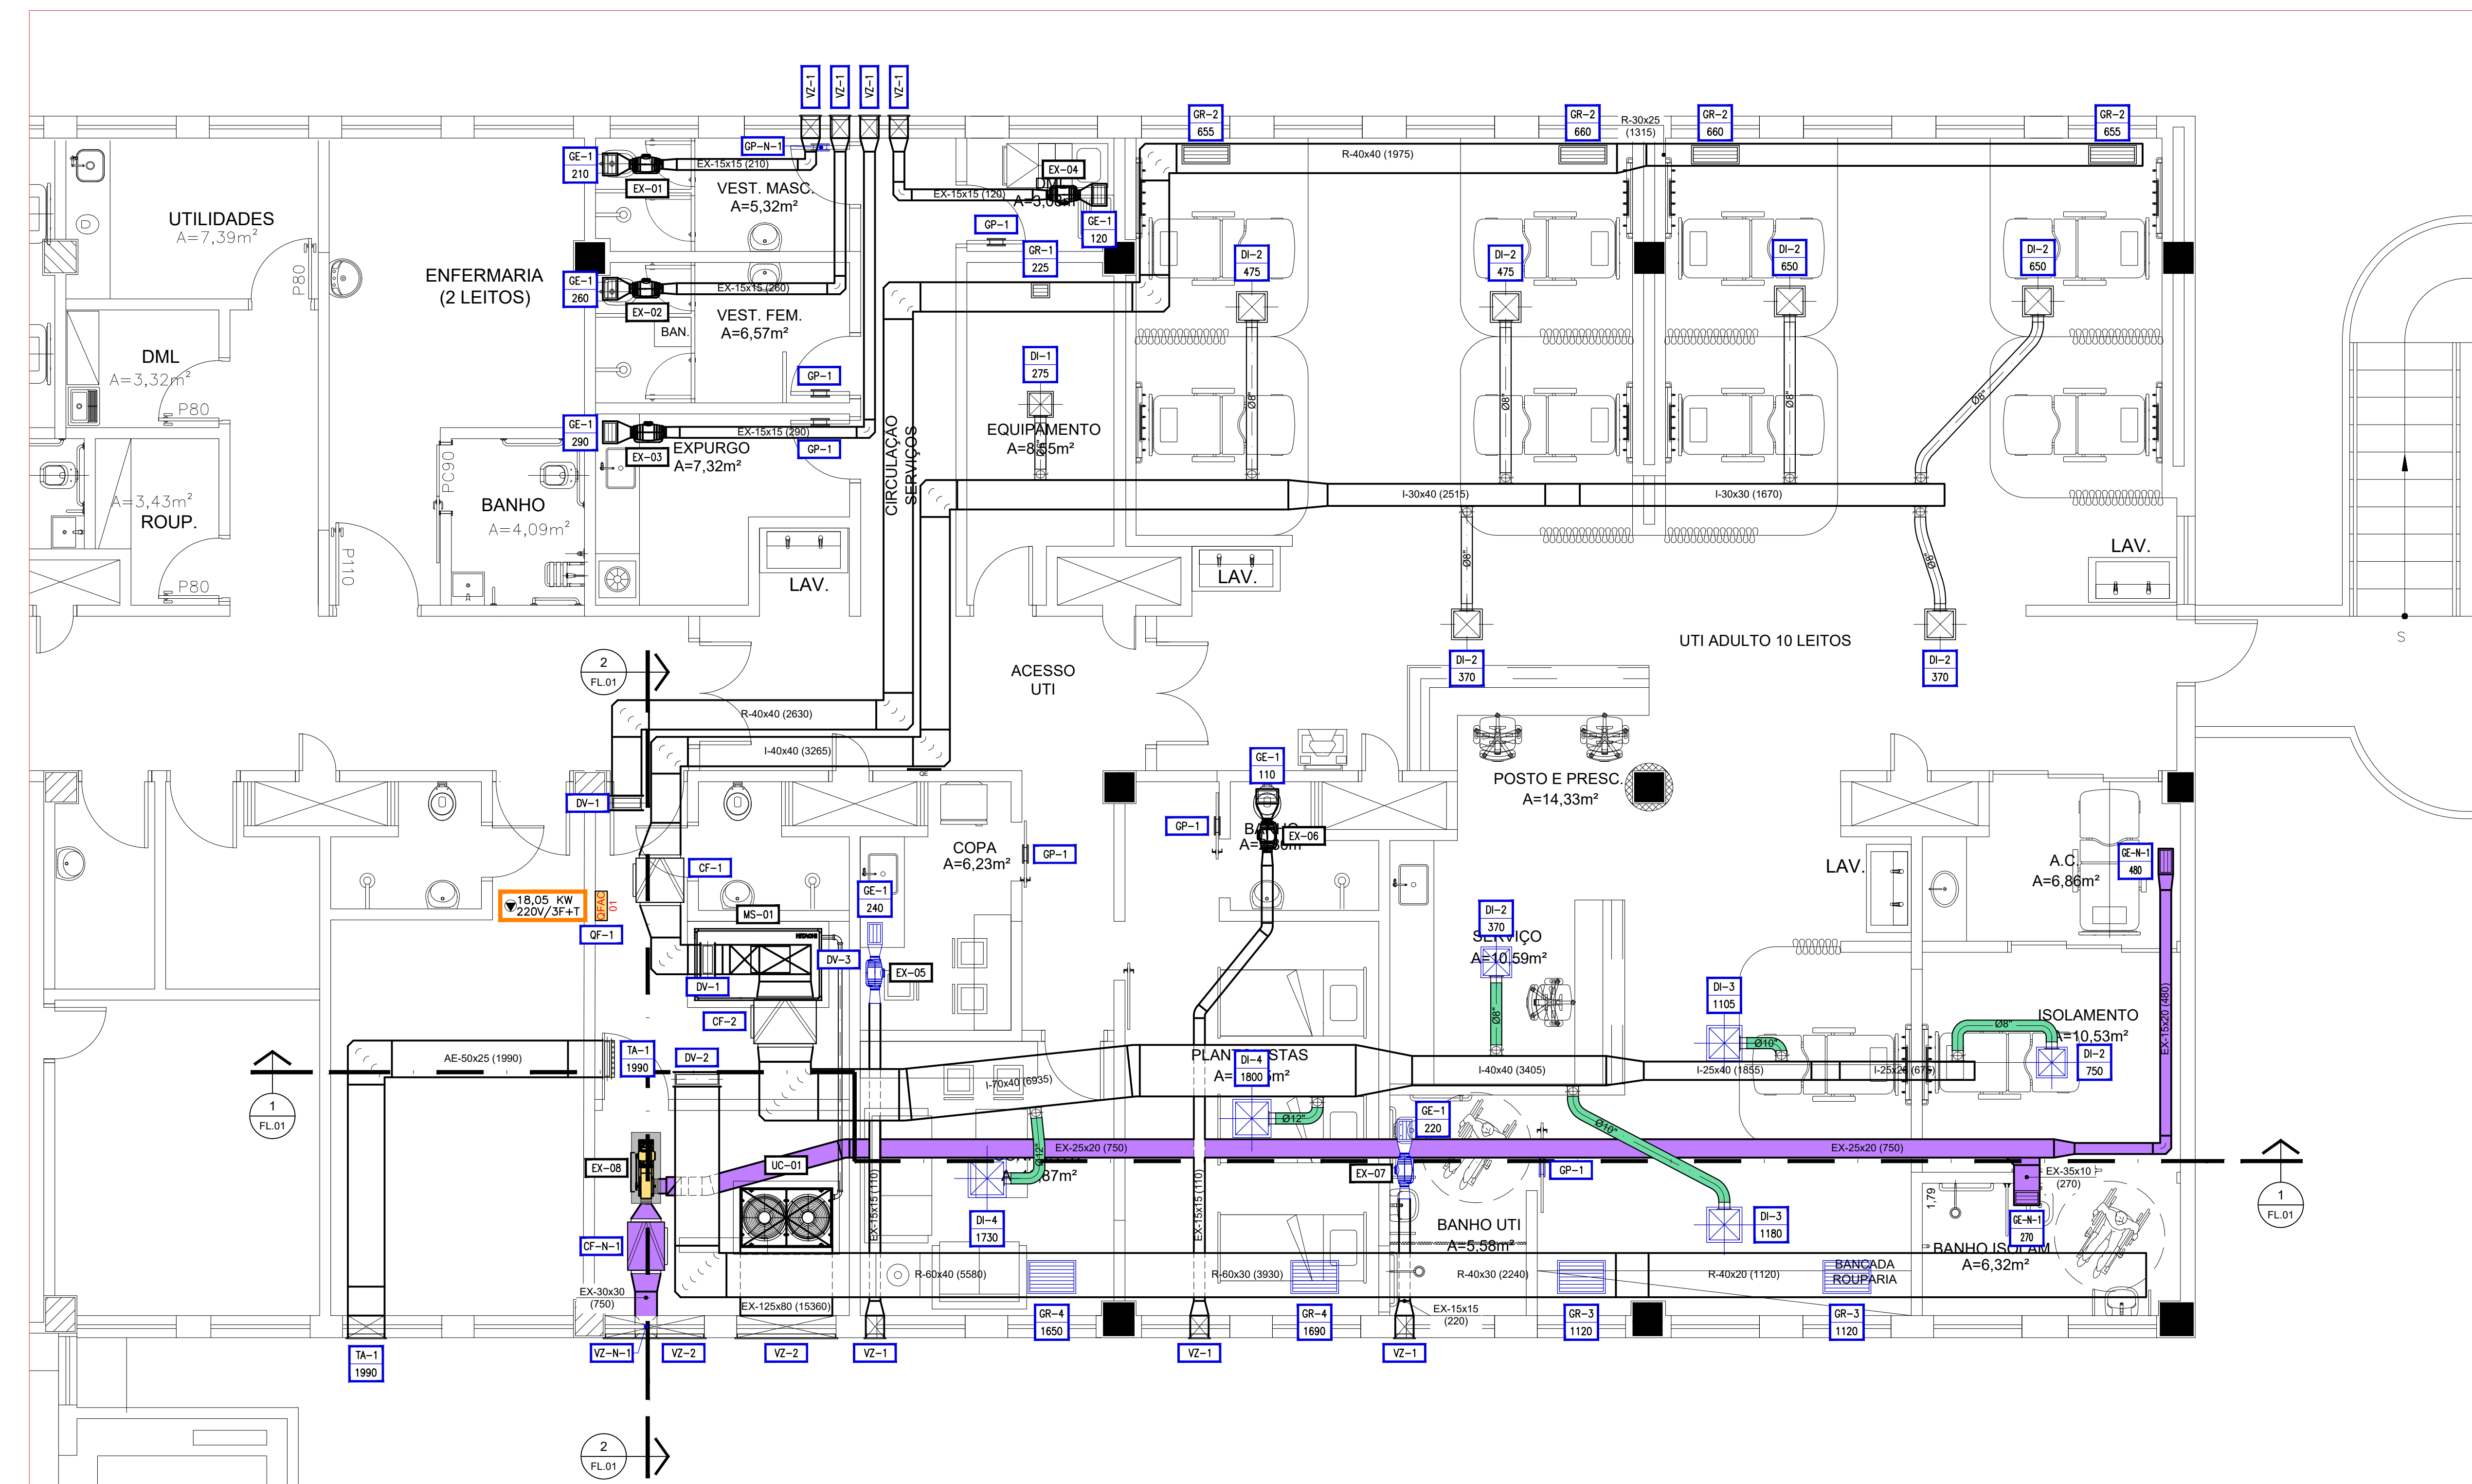 VZ-1
VZ-1
VZ-1
VZ-1
GR-2
655
GR-2
660
R-30x25
(1315)
GR-2
660
GR-2
655
GP-N-1
GE-1
210
EX-15x15 (210)
EX-01
VEST. MASC.
A=5,32m²
EX-04
EX-15x15 (120)
GE-1
120
R-40x40 (1975)
UTILIDADES
A=7,39m²
D
P80
ENFERMARIA
(2 LEITOS)
GP-1
GR-1
225
DI-2
475
DI-2
475
DI-2
650
DI-2
650
GE-1
260
EX-15x15 (260)
EX-02
VEST. FEM.
A=6,57m²
BAN.
DML
A=3,32m²
P80
DI-1
275
GP-1
Ø8"
Ø8"
Ø8"
Ø8"
GE-1
290
EX-15x15 (290)
EX-03
EXPURGO
A=7,32m²
GP-1
CIRCULAÇÃO
SERVIÇOS
EQUIPAMENTO
PC90
A=3,43m²
ROUP.
BANHO
A=4,09m²
I-30x40 (2515)
I-30x30 (1670)
P110
P80
LAV.
LAV.
Ø8"
Ø8"
LAV.
UTI ADULTO 10 LEITOS
S
DI-2
370
DI-2
370
2
FL.01
ACESSO
UTI
R-40x40 (2630)
I-40x40 (3265)
QE
GE-1
110
POSTO E PRESC.
A=14,33m²
DV-1
GP-1
EX-06
COPA
A=6,23m²
GP-1
CF-1
LAV.
A.C.
A=6,86m²
GE-N-1
480
18,05 KW
220V/3F+T
QFAC
01
QF-1
MS-01
HITACHI
GE-1
240
DI-2
370
SERVIÇO
A=10,59m²
DV-3
EX-05
DV-1
CF-2
DI-3
1105
Ø8"
EX-15x20 (480)
ISOLAMENTO
A=10,53m²
Ø8"
Ø10"
AE-50x25 (1990)
TA-1
1990
DV-2
DI-4
1800
DI-2
750
I-70x40 (6935)
I-40x40 (3405)
I-25x40 (1855)
1
FL.01
Ø12"
Ø12"
GE-1
220
Ø10"
EX-08
UC-01
EX-25x20 (750)
EX-07
GP-1
EX-25x20 (750)
EX-35x10
(270)
1
FL.01
EX-15x15 (110)
EX-15x15 (110)
1,79
DI-4
1730
BANHO UTI
A=5,58m²
DI-3
1180
GE-N-1
270
CF-N-1
BANHO ISOLAM.
A=6,32m²
R-60x40 (5580)
R-60x30 (3930)
R-40x30 (2240)
R-40x20 (1120)
BANCADA
ROUPARIA
EX-30x30
(750)
EX-125x80 (15360)
EX-15x15
(220)
GR-4
1650
GR-4
1690
GR-3
1120
GR-3
1120
VZ-N-1
VZ-2
VZ-2
VZ-1
VZ-1
VZ-1
TA-1
1990
2
FL.01